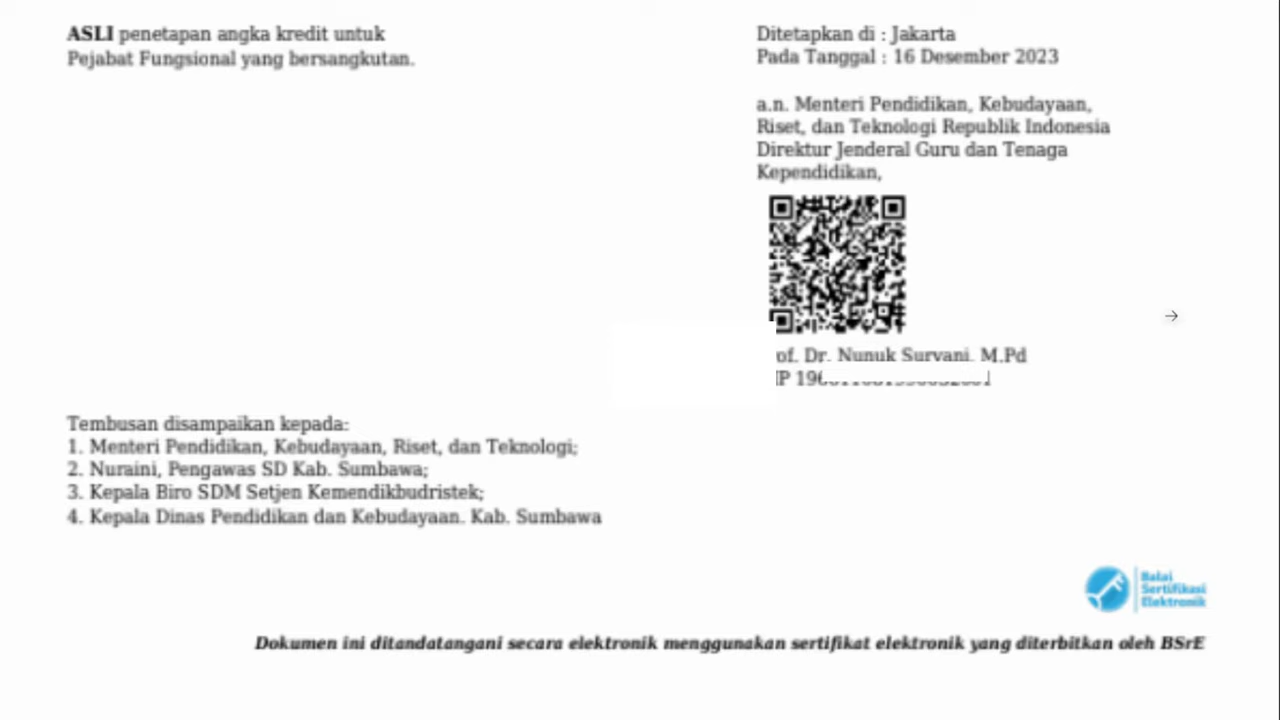 ASLI penetapan angka kredit untuk
Pejabat Fungsional yang bersangkutan.
Ditetapkan di : Jakarta
Pada Tanggal : 16 Desember 2023
a.n. Menteri Pendidikan, Kebudayaan,
Riset, dan Teknologi Republik Indonesia
Direktur Jenderal Guru dan Tenaga
Kependidikan,
of. Dr. Nunuk Suryani, M.Pd
Tembusan disampaikan kepada:
1. Menteri Pendidikan, Kebudayaan, Riset, dan Teknologi;
2. Nuraini, Pengawas SD Kab. Sumbawa;
3. Kepala Biro SDM Setjen Kemendikbudristek;
4. Kepala Dinas Pendidikan dan Kebudayaan. Kab. Sumbawa
Balai
Sertifikasi
Elektronik
Dokumen ini ditandatangani secara elektronik menggunakan sertifikat elektronik yang diterbitkan oleh BSrE